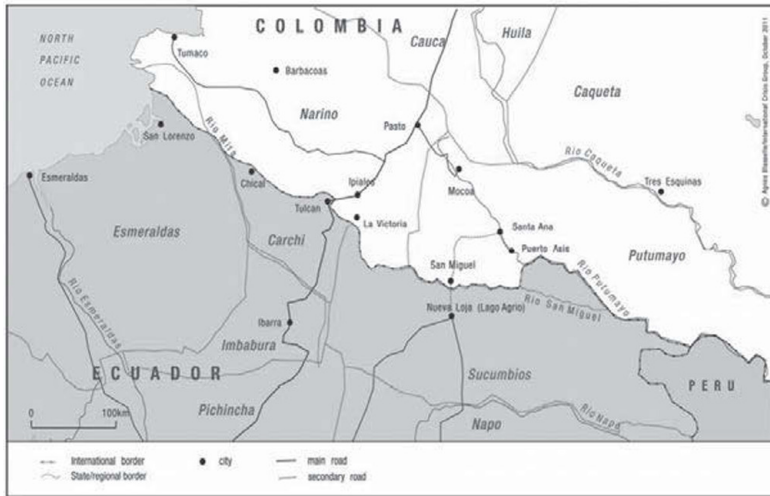 COLOMBIA
NORTH
PACIFIC
OCEAN
Tumaco
Barbacoas
Cauca
Huila
Caqueta
Narino
Pasto
San Lorenzo
Rio Mita
Rio Caqueta
Esmeraldas
Chical
Ipiales
Mocoa
Tres Esquinas
Tulcan
La Victoria
Santa Ana
Esmeraldas
Carchi
Puerto Asis
Putumayo
San Miguel
Rio Putumayo
Rio Esmeraldas
Rio San Miguel
Ibarra
Nueva Loja (Lago Agrio)
Imbabura
ECUADOR
Sucumbios
PERU
0 100km
Pichincha
Napo
Rio Napo
International border
city
main road
State/regional border
secondary road
International Crisis Group, October 2011